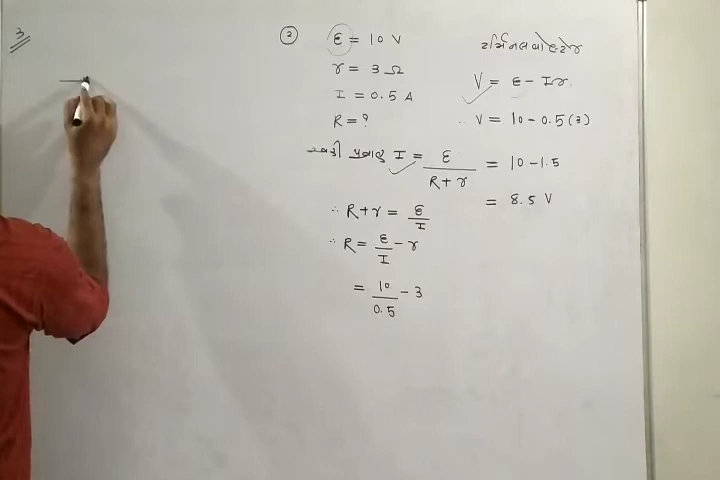 3
② ε = 10 V
r = 3 Ω
I = 0.5 A
R = ?
I = ε / (R + r)
∴ R + r = ε / I
∴ R = ε / I - r
= 10 / 0.5 - 3
ટર્મિનલ વોલ્ટેજ
V = ε - Ir
∴ V = 10 - 0.5 (3)
= 10 - 1.5
= 8.5 V